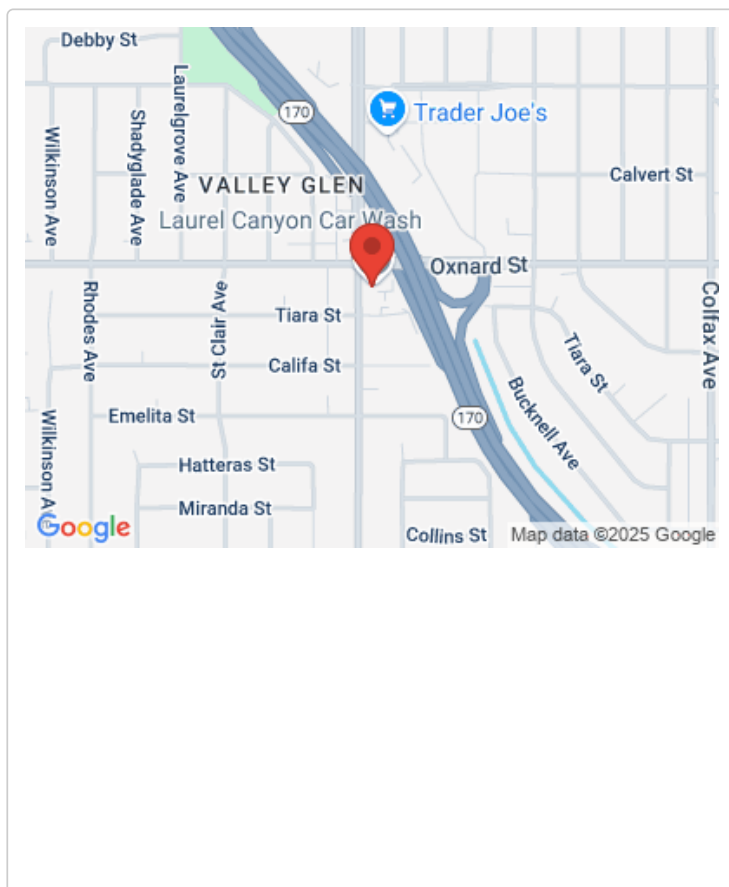 Debby St
Laurelgrove Ave
170
Trader Joe's
Wilkinson Ave
Shadyglade Ave
Calvert St
VALLEY GLEN
Laurel Canyon Car Wash
Oxnard St
Rhodes Ave
St Clair Ave
Tiara St
Colfax Ave
Tiara St
Califa St
Bucknell Ave
Emelita St
170
Wilkinson Ave
Hatteras St
Miranda St
Google
Collins St
Map data ©2025 Google